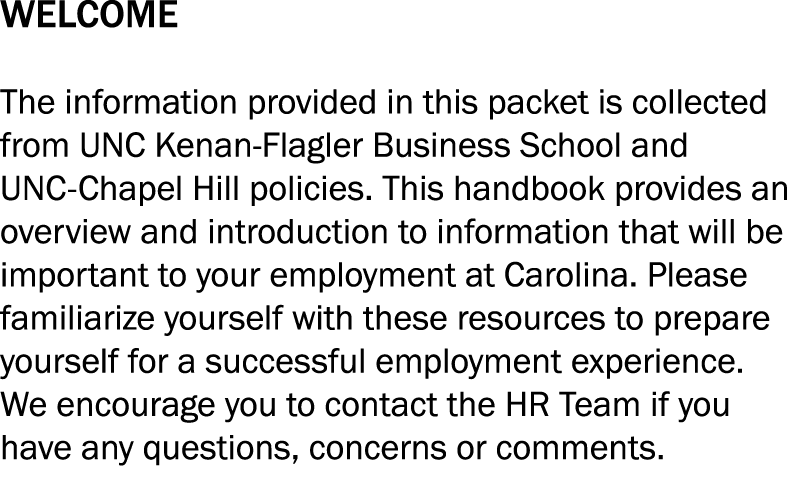 WELCOME
The information provided in this packet is collected
from UNC Kenan-Flagler Business School and
UNC-Chapel Hill policies. This handbook provides an
overview and introduction to information that will be
important to your employment at Carolina. Please
familiarize yourself with these resources to prepare
yourself for a successful employment experience.
We encourage you to contact the HR Team if you
have any questions, concerns or comments.